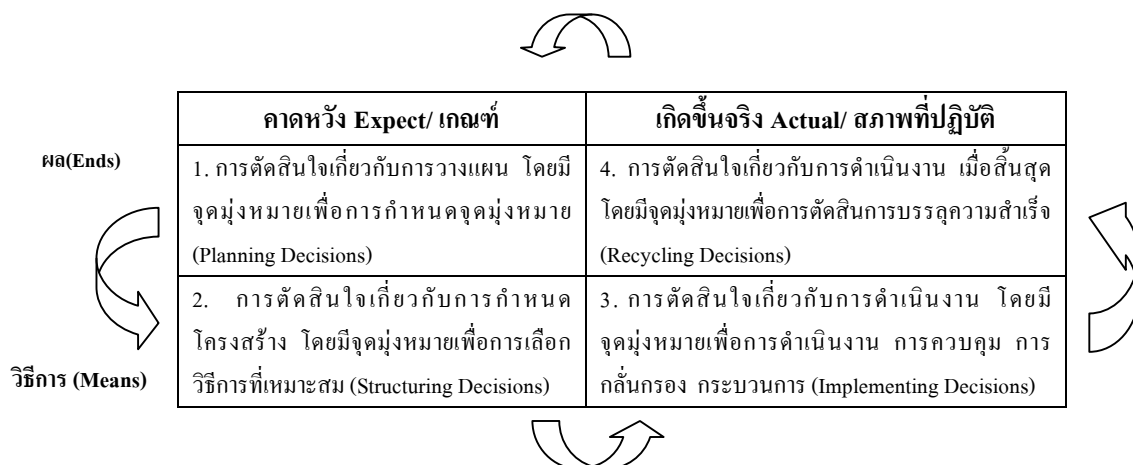 คาดหวัง Expect/ เกณฑ์
เกิดขึ้นจริง Actual/ สภาพที่ปฏิบัติ
ผล(Ends)
1. การตัดสินใจเกี่ยวกับการวางแผน โดยมี
จุดมุ่งหมายเพื่อการกำหนดจุดมุ่งหมาย
(Planning Decisions)
4. การตัดสินใจเกี่ยวกับการดำเนินงาน เมื่อสิ้นสุด
โดยมีจุดมุ่งหมายเพื่อการตัดสินการบรรลุความสำเร็จ
(Recycling Decisions)
วิธีการ (Means)
2. การตัดสินใจเกี่ยวกับการกำหนด
โครงสร้าง โดยมีจุดมุ่งหมายเพื่อการเลือก
วิธีการที่เหมาะสม (Structuring Decisions)
3. การตัดสินใจเกี่ยวกับการดำเนินงาน โดยมี
จุดมุ่งหมายเพื่อการดำเนินงาน การควบคุม การ
กลั่นกรอง กระบวนการ (Implementing Decisions)